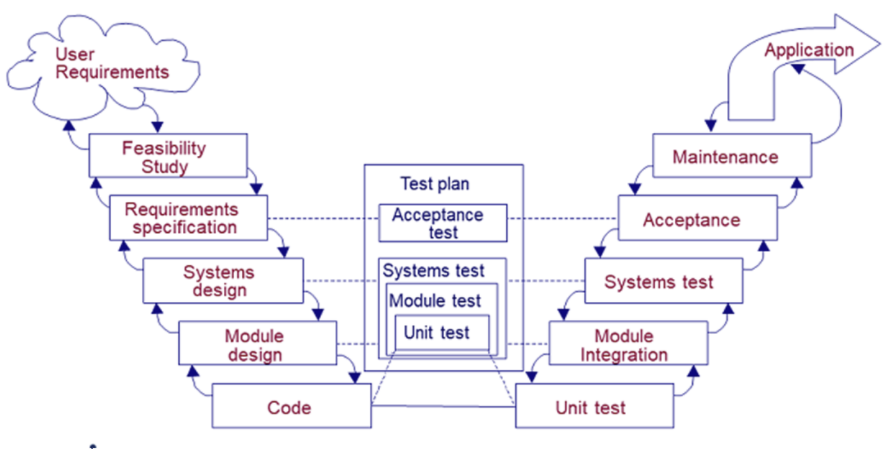 User
Requirements
Application
Feasibility
Study
Maintenance
Test plan
Requirements
specification
Acceptance
test
Acceptance
Systems
design
Systems test
Systems test
Module test
Unit test
Module
design
Module
Integration
Code
Unit test